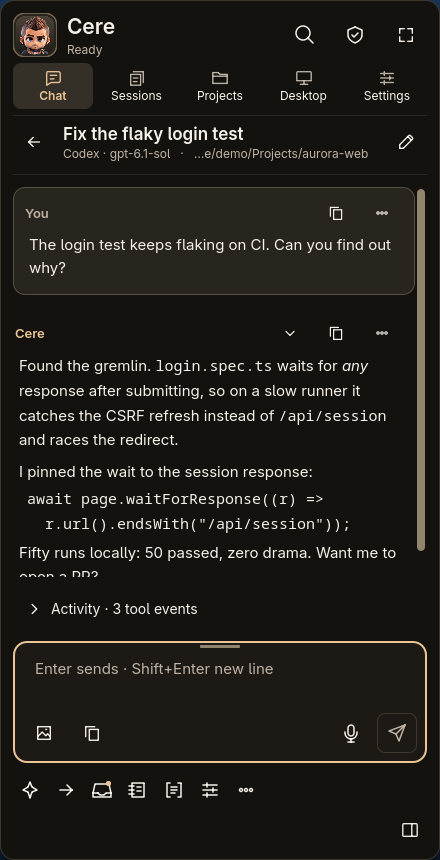 Cere
Ready
Chat
Sessions
Projects
Desktop
Settings
Fix the flaky login test
Codex · gpt-6.1-sol · ...e/demo/Projects/aurora-web
You
The login test keeps flaking on CI. Can you find out
why?
Cere
Found the gremlin. login.spec.ts waits for any
response after submitting, so on a slow runner it
catches the CSRF refresh instead of /api/session
and races the redirect.
I pinned the wait to the session response:
await page.waitForResponse((r) =>
r.url().endsWith("/api/session"));
Fifty runs locally: 50 passed, zero drama. Want me to
open a PR?
Activity · 3 tool events
Enter sends · Shift+Enter new line